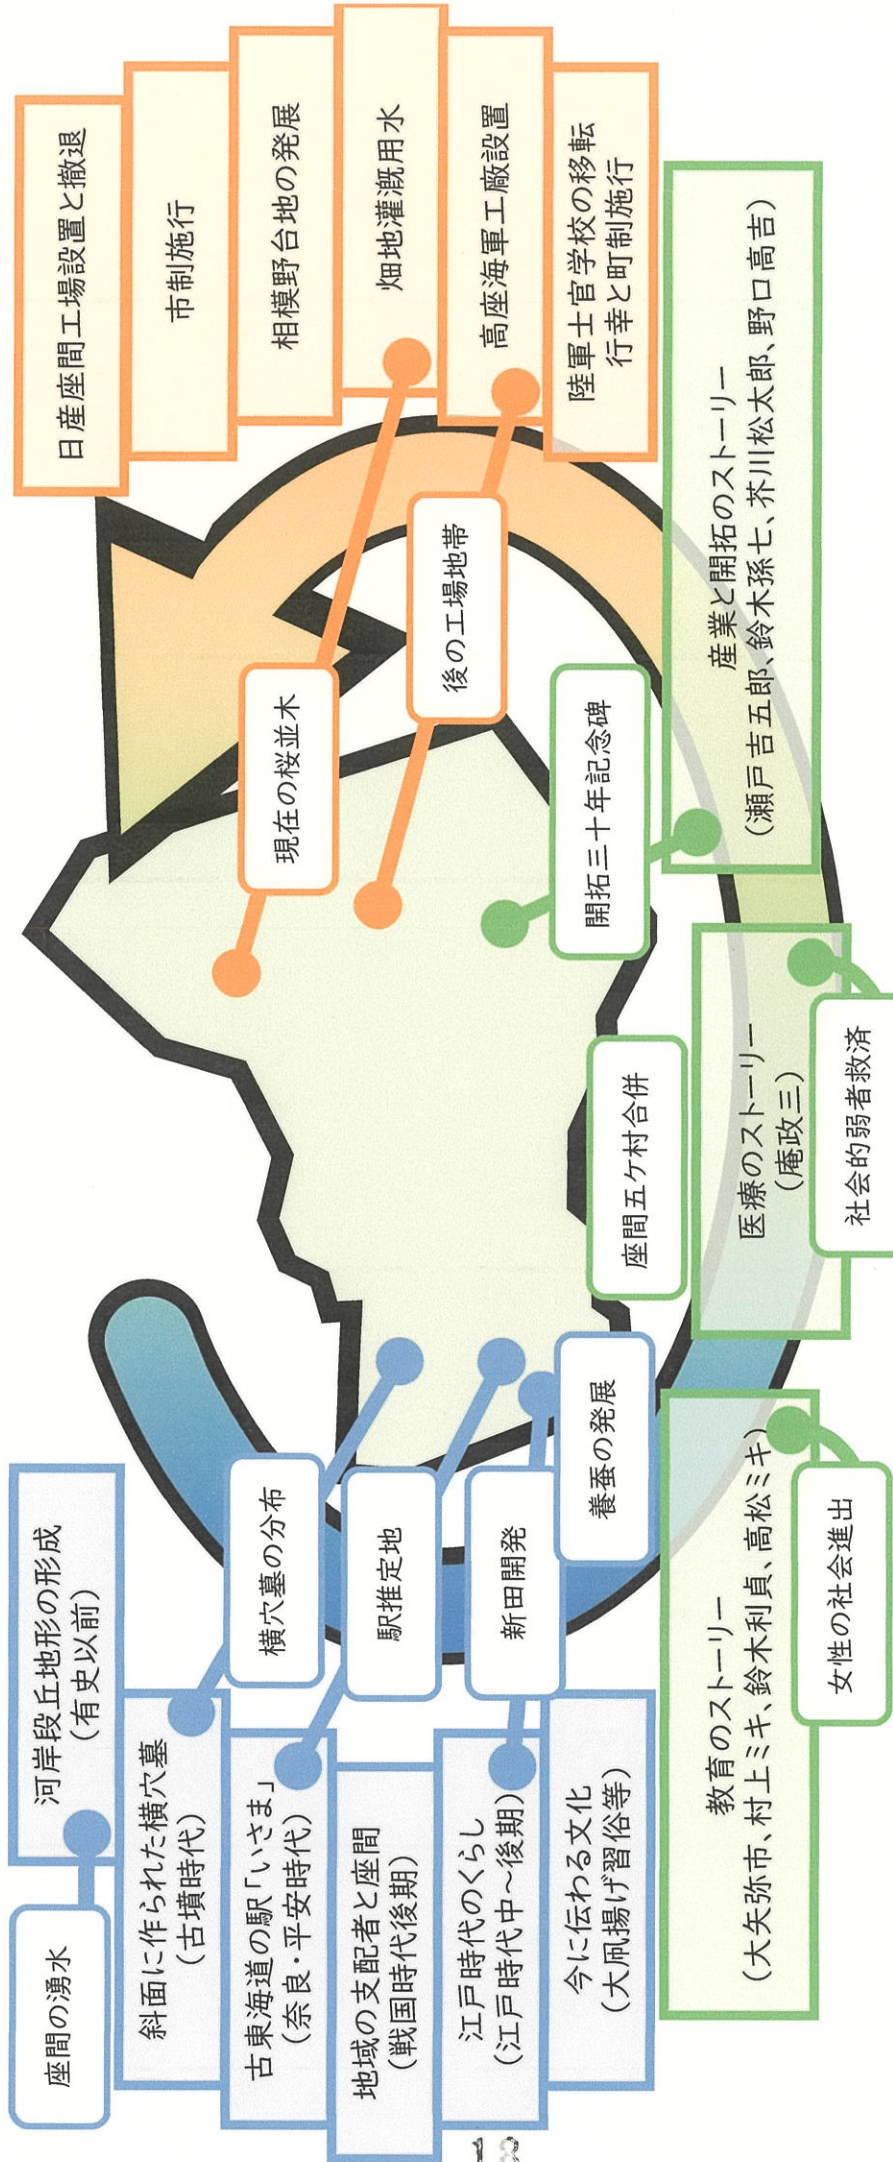 座間の湧水
河岸段丘地形の形成
(有史以前)
斜面に作られた横穴墓
(古墳時代)
横穴墓の分布
古東海道の駅「いさま」
(奈良・平安時代)
駅推定地
地域の支配者と座間
(戦国時代後期)
江戸時代のくらし
(江戸時代中～後期)
新田開発
養蚕の発展
今に伝わる文化
(大凧揚げ習俗等)
教育のストーリー
(大矢弥市、村上ミキ、鈴木利貞、高松ミキ)
女性の社会進出
座間五ケ村合併
医療のストーリー
(庵政三)
社会的弱者救済
開拓三十年記念碑
産業と開拓のストーリー
(瀬戸吉五郎、鈴木孫七、芥川松太郎、野口高吉)
陸軍士官学校の移転
行幸と町制施行
高座海軍工廠設置
後の工場地帯
畑地灌漑用水
現在の桜並木
相模野台地の発展
市制施行
日産座間工場設置と撤退